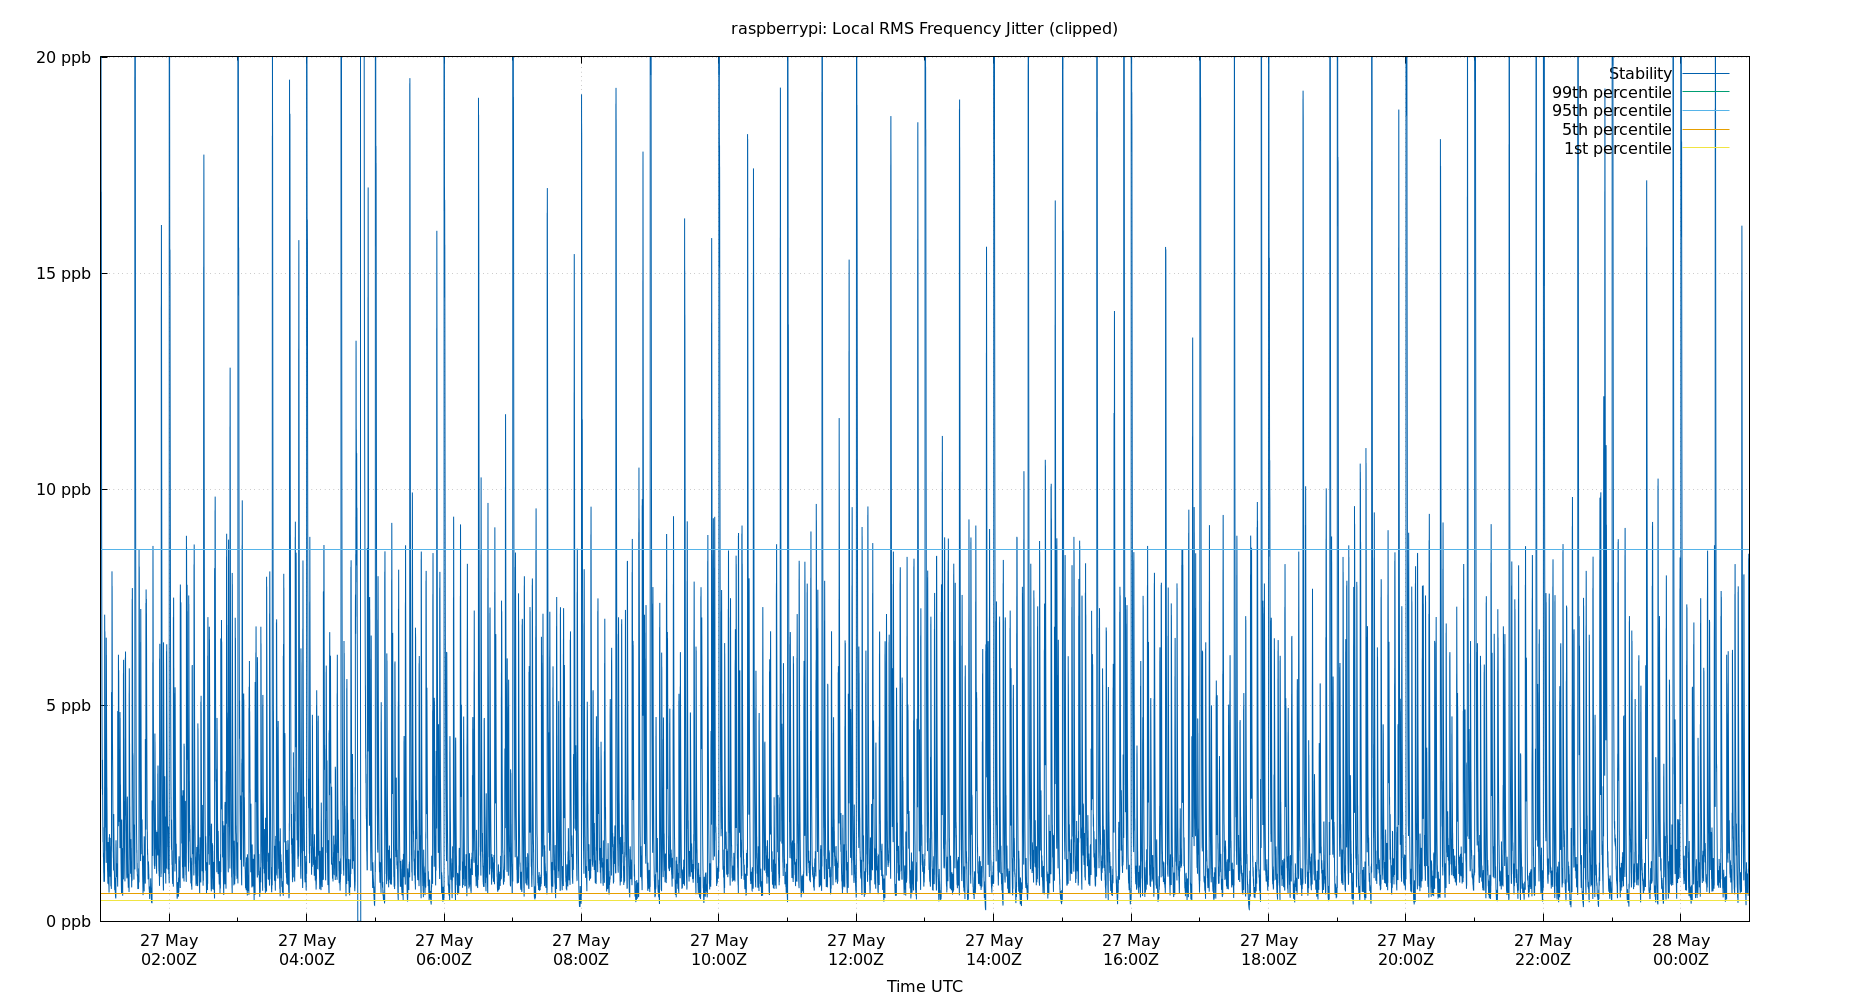 raspberrypi: Local RMS Frequency Jitter (clipped)
20 ppb
15 ppb
10 ppb
5 ppb
0 ppb
Stability
99th percentile
95th percentile
5th percentile
1st percentile
27 May 27 May 27 May 27 May 27 May 27 May 27 May 27 May 27 May 27 May 27 May 28 May
02:00Z 04:00Z 06:00Z 08:00Z 10:00Z 12:00Z 14:00Z 16:00Z 18:00Z 20:00Z 22:00Z 00:00Z
Time UTC